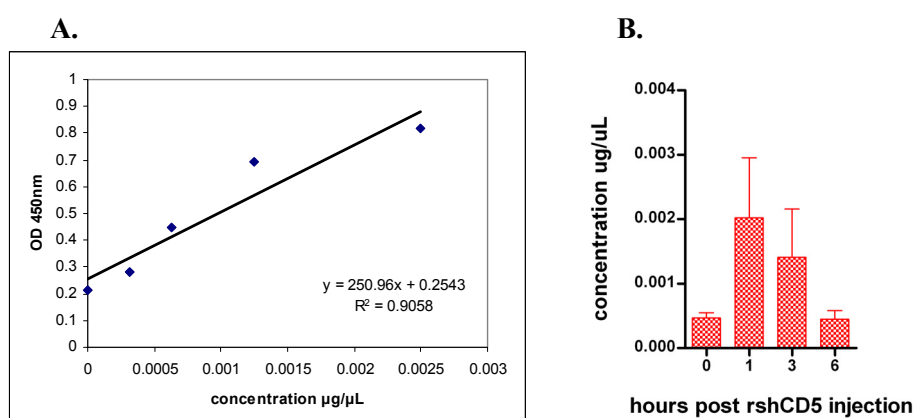 A.
B.
OD 450nm
1
0.9
0.8
0.7
0.6
0.5
0.4
0.3
0.2
0.1
0
y = 250.96x + 0.2543
R² = 0.9058
0 0.0005 0.001 0.0015 0.002 0.0025 0.003
concentration µg/µL
concentration ug/uL
0.004
0.003
0.002
0.001
0.000
0 1 3 6
hours post rshCD5 injection